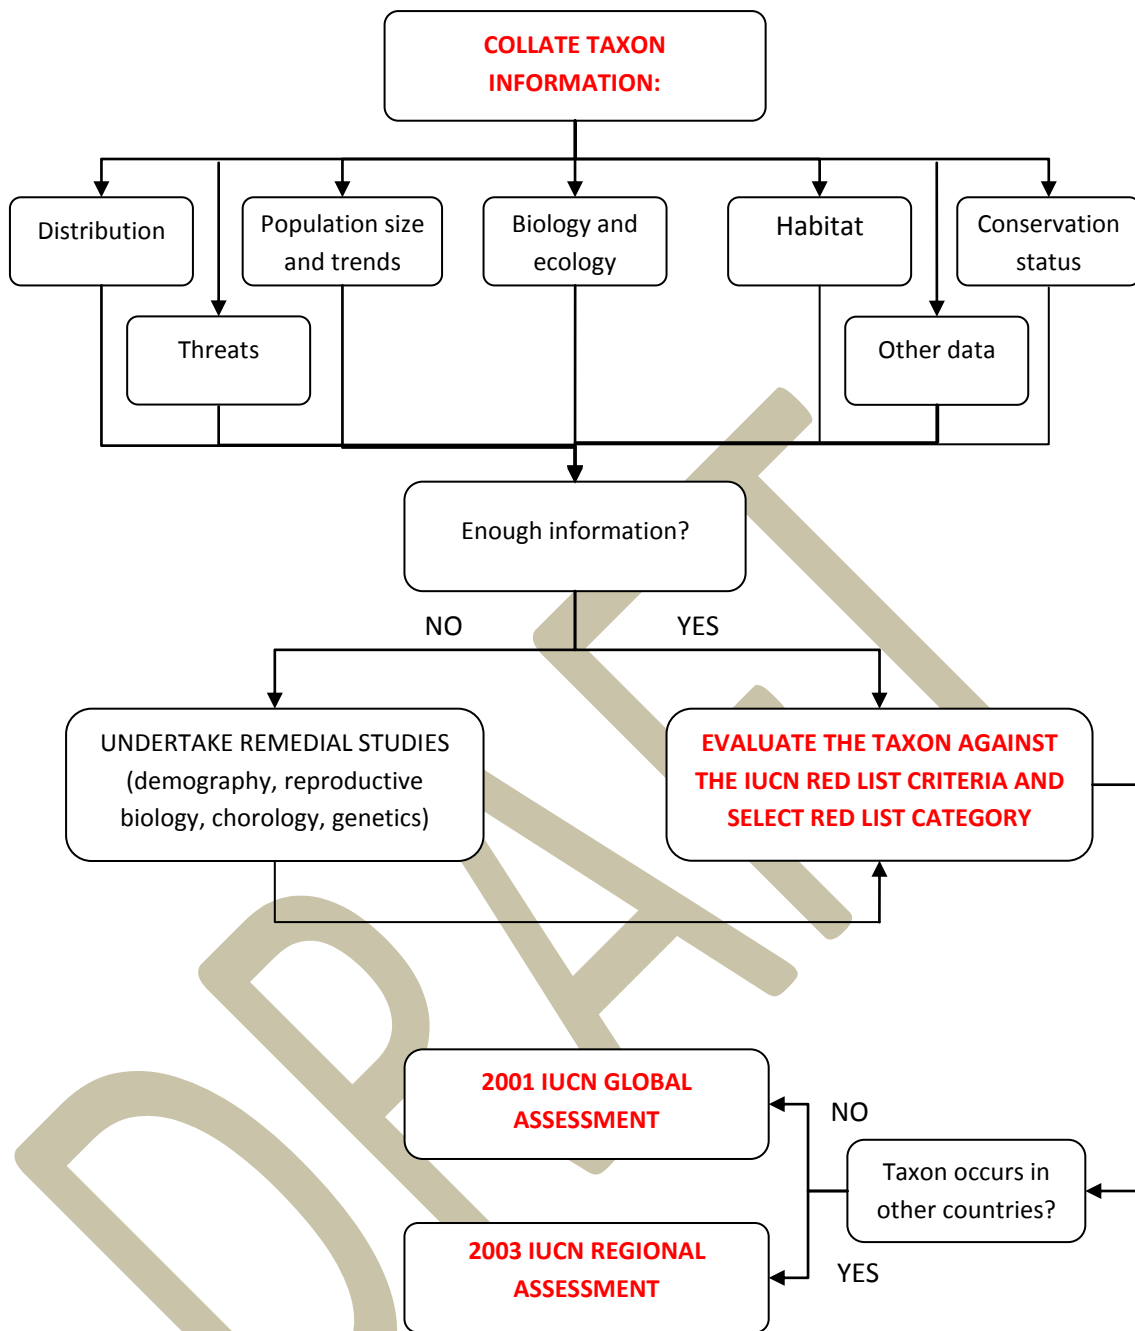 COLLATE TAXON
INFORMATION:
Distribution
Population size
and trends
Biology and
ecology
Habitat
Conservation
status
Threats
Other data
Enough information?
NO
YES
UNDERTAKE REMEDIAL STUDIES
(demography, reproductive
biology, chorology, genetics)
EVALUATE THE TAXON AGAINST
THE IUCN RED LIST CRITERIA AND
SELECT RED LIST CATEGORY
2001 IUCN GLOBAL
ASSESSMENT
NO
Taxon occurs in
other countries?
2003 IUCN REGIONAL
ASSESSMENT
YES
DRAFT